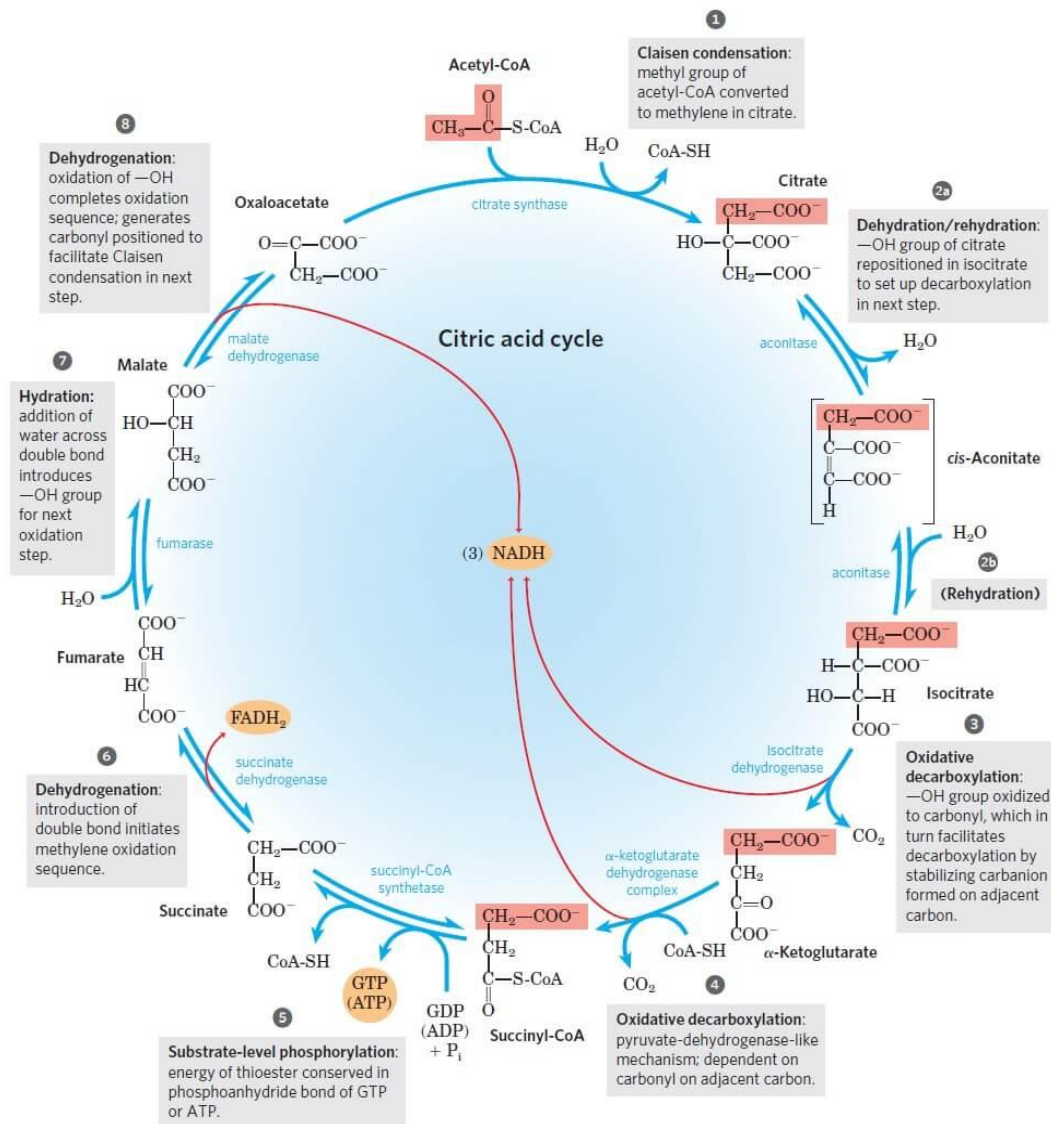 1
Claisen condensation:
methyl group of
acetyl-CoA converted
to methylene in citrate.
Acetyl-CoA
O
CH₃—C—S-CoA
H₂O
CoA-SH
citrate synthase
Citrate
CH₂—COO⁻
HO—C—COO⁻
CH₂—COO⁻
2a
Dehydration/rehydration:
—OH group of citrate
repositioned in isocitrate
to set up decarboxylation
in next step.
aconitase
H₂O
CH₂—COO⁻
C—COO⁻
C—COO⁻
H
cis-Aconitate
H₂O
aconitase
2b
(Rehydration)
CH₂—COO⁻
H—C—COO⁻
HO—C—H
COO⁻
Isocitrate
3
Oxidative
decarboxylation:
—OH group oxidized
to carbonyl, which in
turn facilitates
decarboxylation by
stabilizing carbanion
formed on adjacent
carbon.
Isocitrate
dehydrogenase
CO₂
CH₂—COO⁻
CH₂
C=O
COO⁻
α-Ketoglutarate
α-ketoglutarate
dehydrogenase
complex
CoA-SH
CO₂
4
Oxidative decarboxylation:
pyruvate-dehydrogenase-like
mechanism; dependent on
carbonyl on adjacent carbon.
CH₂—COO⁻
CH₂
C—S-CoA
O
Succinyl-CoA
succinyl-CoA
synthetase
GDP
(ADP)
+ Pᵢ
GTP
(ATP)
CoA-SH
5
Substrate-level phosphorylation:
energy of thioester conserved in
phosphoanhydride bond of GTP
or ATP.
CH₂—COO⁻
CH₂
COO⁻
Succinate
succinate
dehydrogenase
FADH₂
6
Dehydrogenation:
introduction of
double bond initiates
methylene oxidation
sequence.
COO⁻
CH
HC
COO⁻
Fumarate
H₂O
fumarase
7
Hydration:
addition of
water across
double bond
introduces
—OH group
for next
oxidation
step.
Malate
COO⁻
HO—CH
CH₂
COO⁻
malate
dehydrogenase
8
Dehydrogenation:
oxidation of —OH
completes oxidation
sequence; generates
carbonyl positioned to
facilitate Claisen
condensation in next
step.
Oxaloacetate
O=C—COO⁻
CH₂—COO⁻
Citric acid cycle
(3) NADH